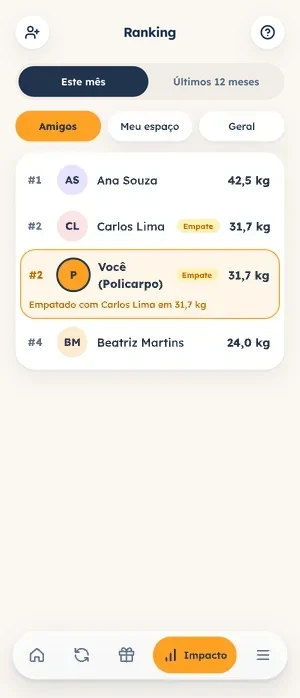 Ranking
Este mês
Últimos 12 meses
Amigos
Meu espaço
Geral
#1 AS Ana Souza 42,5 kg
#2 CL Carlos Lima Empate 31,7 kg
#2 P Você (Policarpo) Empate 31,7 kg
Empatado com Carlos Lima em 31,7 kg
#4 BM Beatriz Martins 24,0 kg
Impacto